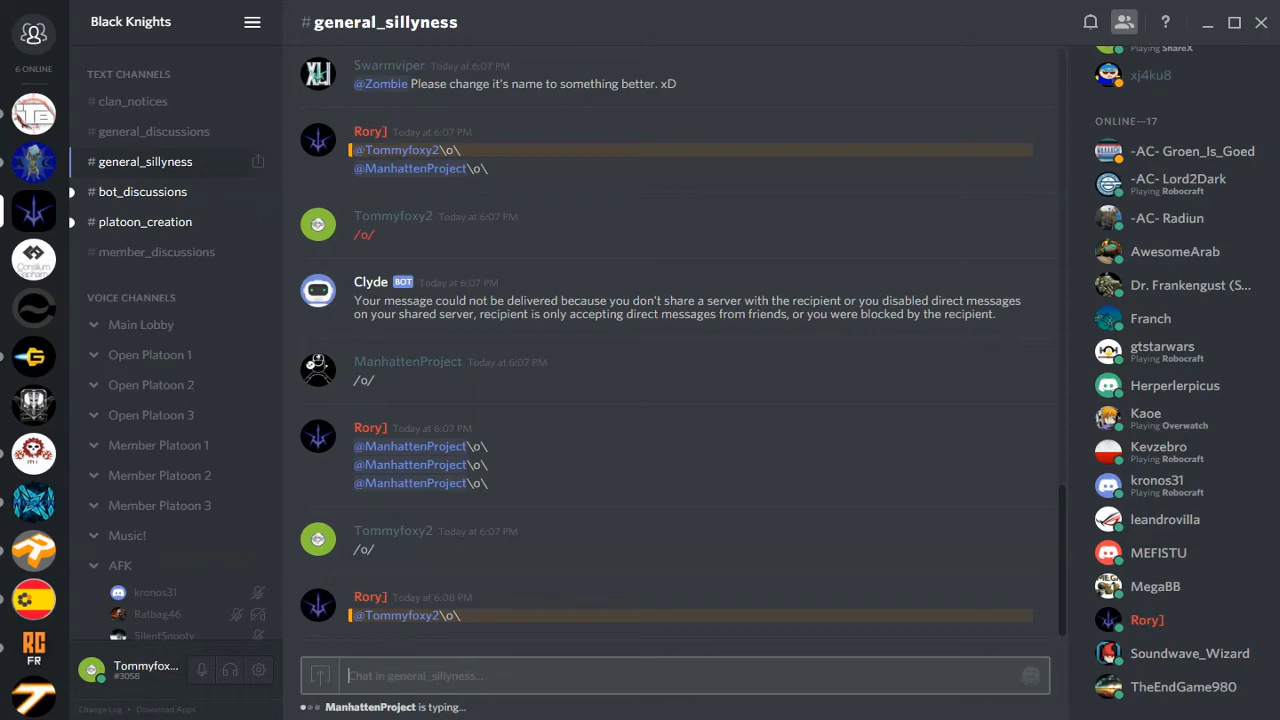 6 ONLINE
RC
FR
Black Knights
TEXT CHANNELS
# clan_notices
# general_discussions
# general_sillyness
# bot_discussions
# platoon_creation
# member_discussions
VOICE CHANNELS
Main Lobby
Open Platoon 1
Open Platoon 2
Open Platoon 3
Member Platoon 1
Member Platoon 2
Member Platoon 3
Music!
AFK
kronos31
Ratbag46
SilentSnooty
Tommyfox...
#3058
Change Log • Download Apps
# general_sillyness
Swarmviper Today at 6:07 PM
@Zombie Please change it's name to something better. xD
Rory] Today at 6:07 PM
@Tommyfoxy2\o\
@ManhattenProject\o\
Tommyfoxy2 Today at 6:07 PM
/o/
Clyde BOT Today at 6:07 PM
Your message could not be delivered because you don't share a server with the recipient or you disabled direct messages
on your shared server, recipient is only accepting direct messages from friends, or you were blocked by the recipient.
ManhattenProject Today at 6:07 PM
/o/
Rory] Today at 6:07 PM
@ManhattenProject\o\
@ManhattenProject\o\
@ManhattenProject\o\
Tommyfoxy2 Today at 6:07 PM
/o/
Rory] Today at 6:08 PM
@Tommyfoxy2\o\
Chat in general_sillyness...
ManhattenProject is typing...
Playing ShareX
xj4ku8
ONLINE—17
-AC- Groen_Is_Goed
-AC- Lord2Dark
Playing Robocraft
-AC- Radiun
AwesomeArab
Dr. Frankengust (S...
Franch
gtstarwars
Playing Robocraft
Herperlerpicus
Kaoe
Playing Overwatch
Kevzebro
Playing Robocraft
kronos31
Playing Robocraft
leandrovilla
MEFISTU
MegaBB
Rory]
Soundwave_Wizard
TheEndGame980